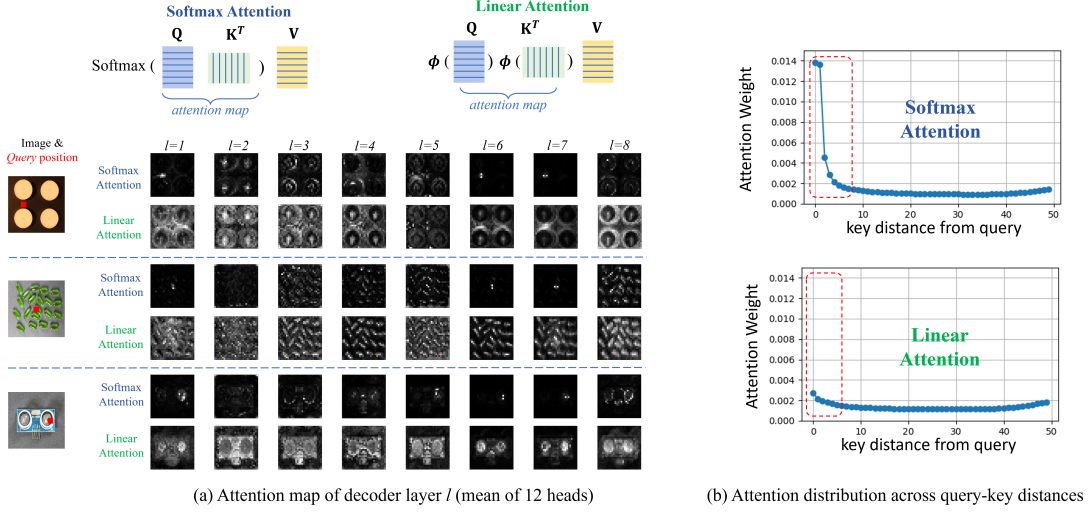 Softmax Attention
Q K^T V
Softmax ( )
attention map
Linear Attention
Q K^T V
ϕ ( ) ϕ ( )
attention map
Image &
Query position
l=1 l=2 l=3 l=4 l=5 l=6 l=7 l=8
Softmax
Attention
Linear
Attention
Softmax
Attention
Linear
Attention
Softmax
Attention
Linear
Attention
(a) Attention map of decoder layer l (mean of 12 heads)
Attention Weight
0.014
0.012
0.010
0.008
0.006
0.004
0.002
0.000
Softmax
Attention
0 10 20 30 40 50
key distance from query
Attention Weight
0.014
0.012
0.010
0.008
0.006
0.004
0.002
0.000
Linear
Attention
0 10 20 30 40 50
key distance from query
(b) Attention distribution across query-key distances